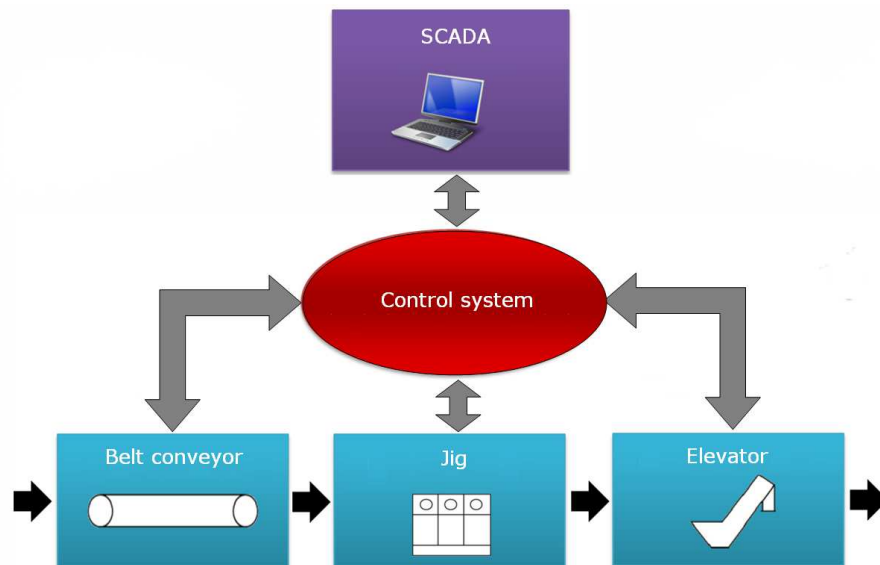 SCADA
Control system
Belt conveyor
Jig
Elevator